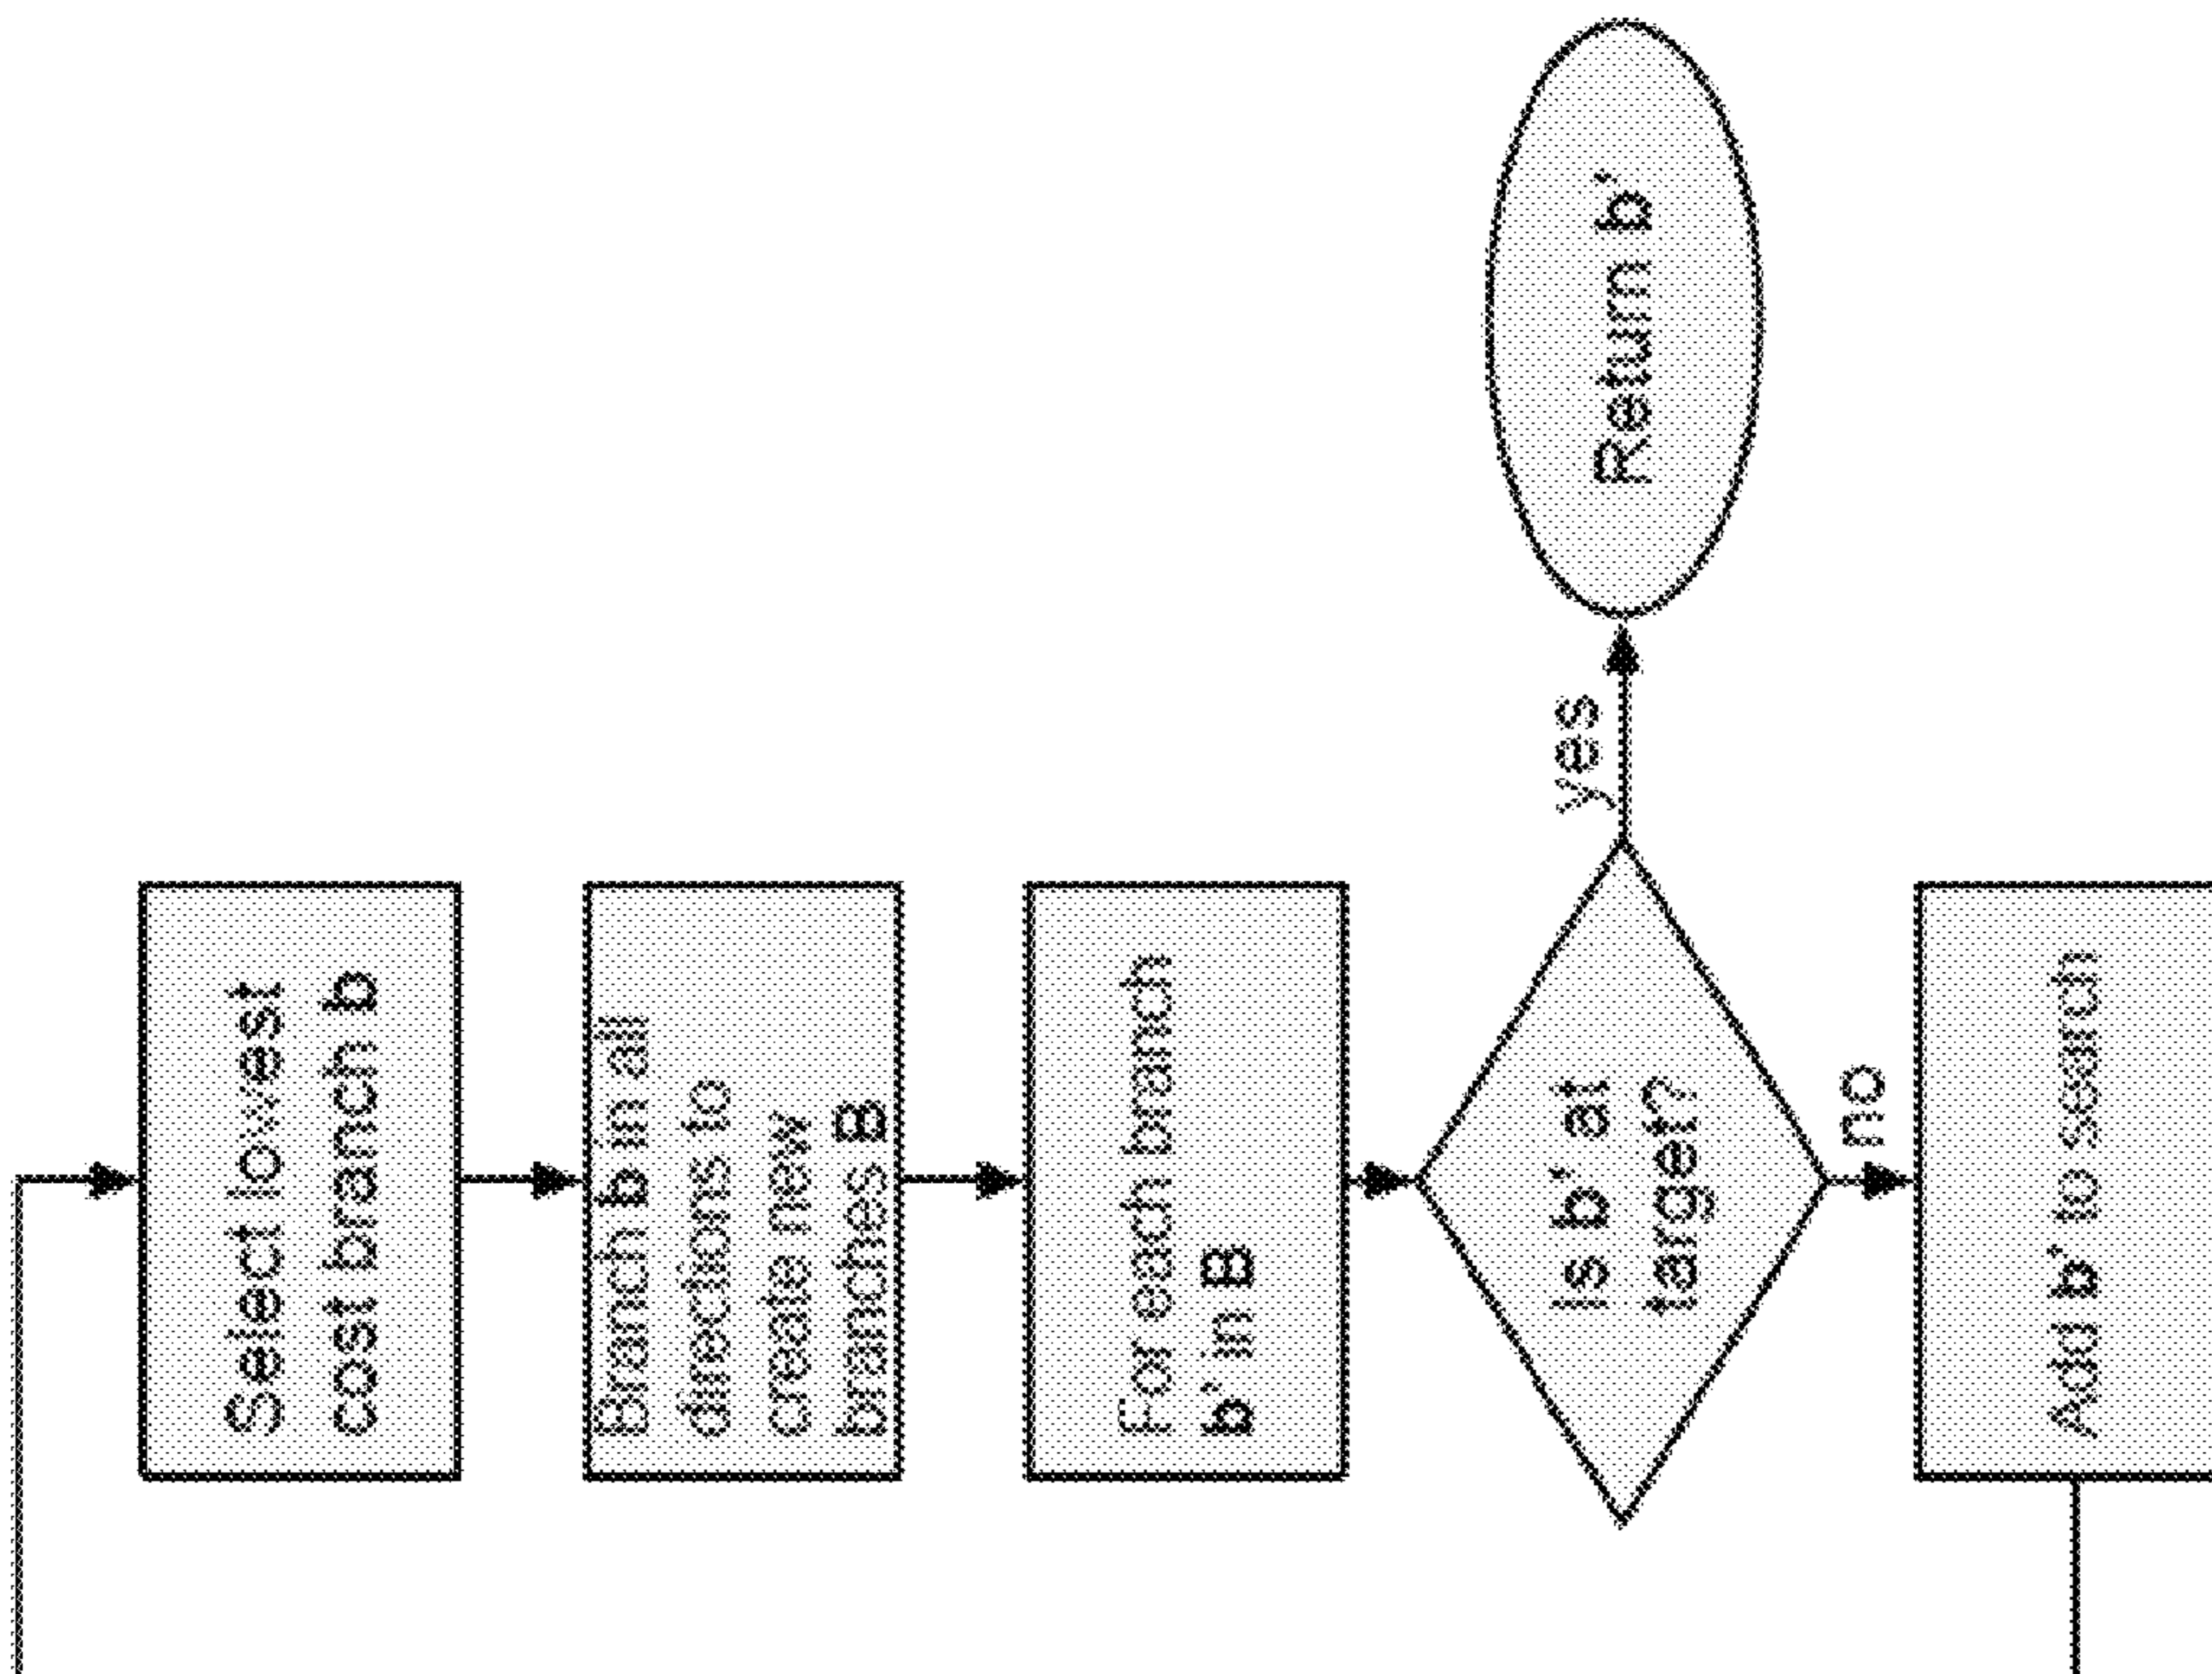 Select lowest
cost branch b
Branch b in all
directions to
create new
branches B
For each branch
b' in B
Is b' at
target?
yes
Return b'
no
Add b' to search